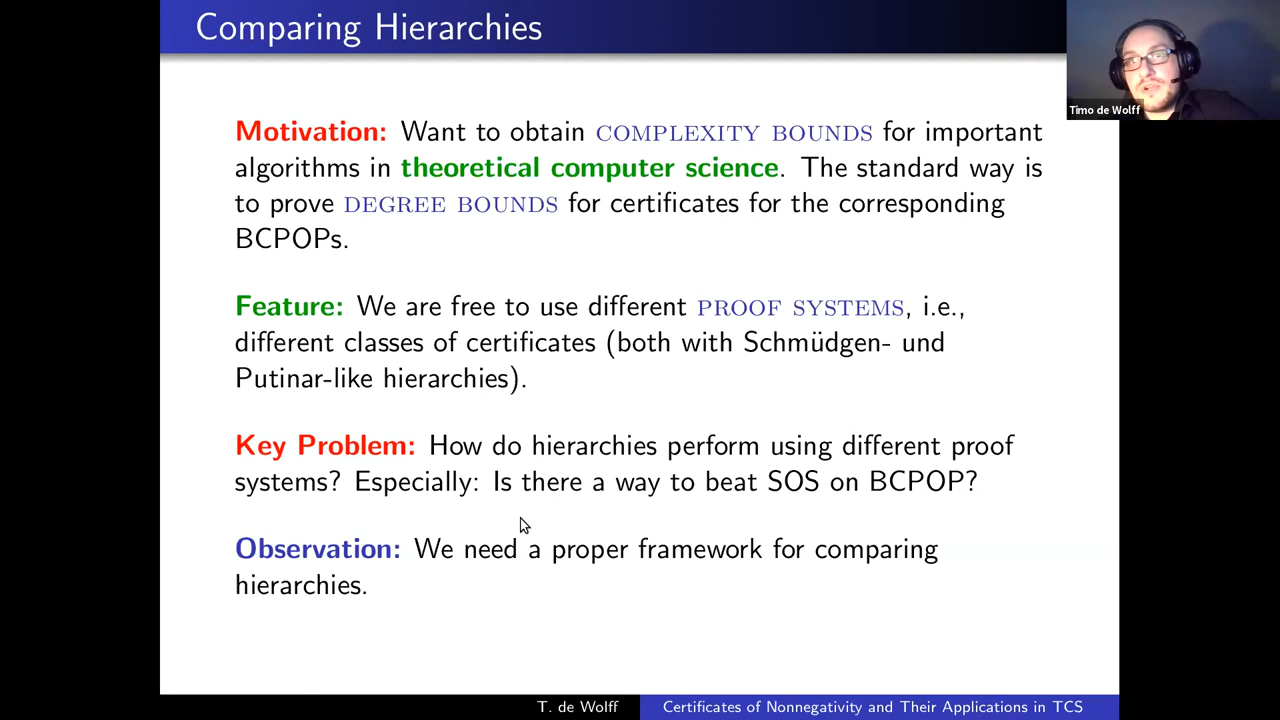 Comparing Hierarchies
Timo de Wolff
Motivation: Want to obtain COMPLEXITY BOUNDS for important
algorithms in theoretical computer science. The standard way is
to prove DEGREE BOUNDS for certificates for the corresponding
BCPOPs.
Feature: We are free to use different PROOF SYSTEMS, i.e.,
different classes of certificates (both with Schmüdgen- und
Putinar-like hierarchies).
Key Problem: How do hierarchies perform using different proof
systems? Especially: Is there a way to beat SOS on BCPOP?
Observation: We need a proper framework for comparing
hierarchies.
T. de Wolff Certificates of Nonnegativity and Their Applications in TCS